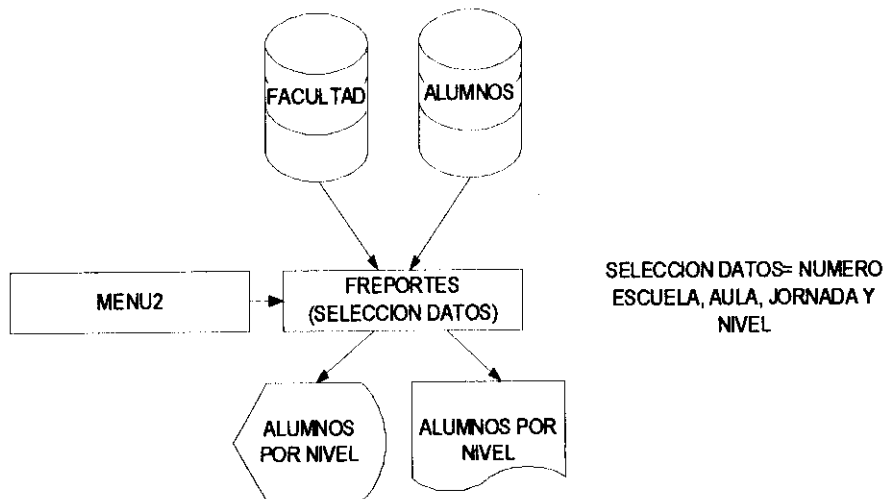 FACULTAD
ALUMNOS
MENU2
FREPORTES
(SELECCION DATOS)
SELECCION DATOS= NUMERO
ESCUELA, AULA, JORNADA Y
NIVEL
ALUMNOS
POR NIVEL
ALUMNOS POR
NIVEL